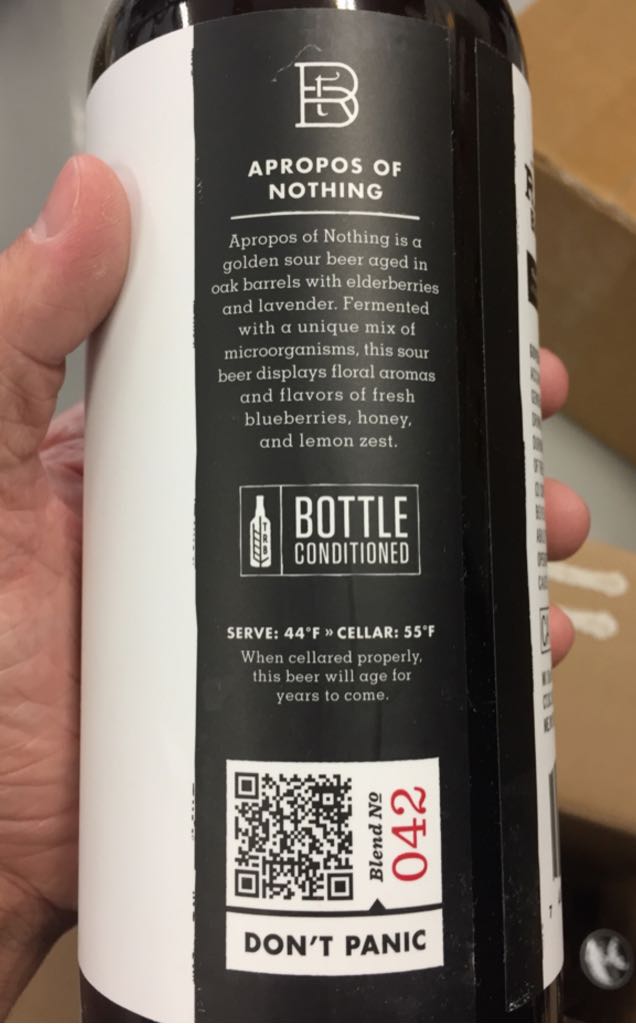 APROPOS OF
NOTHING
Apropos of Nothing is a
golden sour beer aged in
oak barrels with elderberries
and lavender. Fermented
with a unique mix of
microorganisms, this sour
beer displays floral aromas
and flavors of fresh
blueberries, honey,
and lemon zest.
TRB
BOTTLE
CONDITIONED
SERVE: 44°F » CELLAR: 55°F
When cellared properly,
this beer will age for
years to come.
Blend No
042
DON'T PANIC